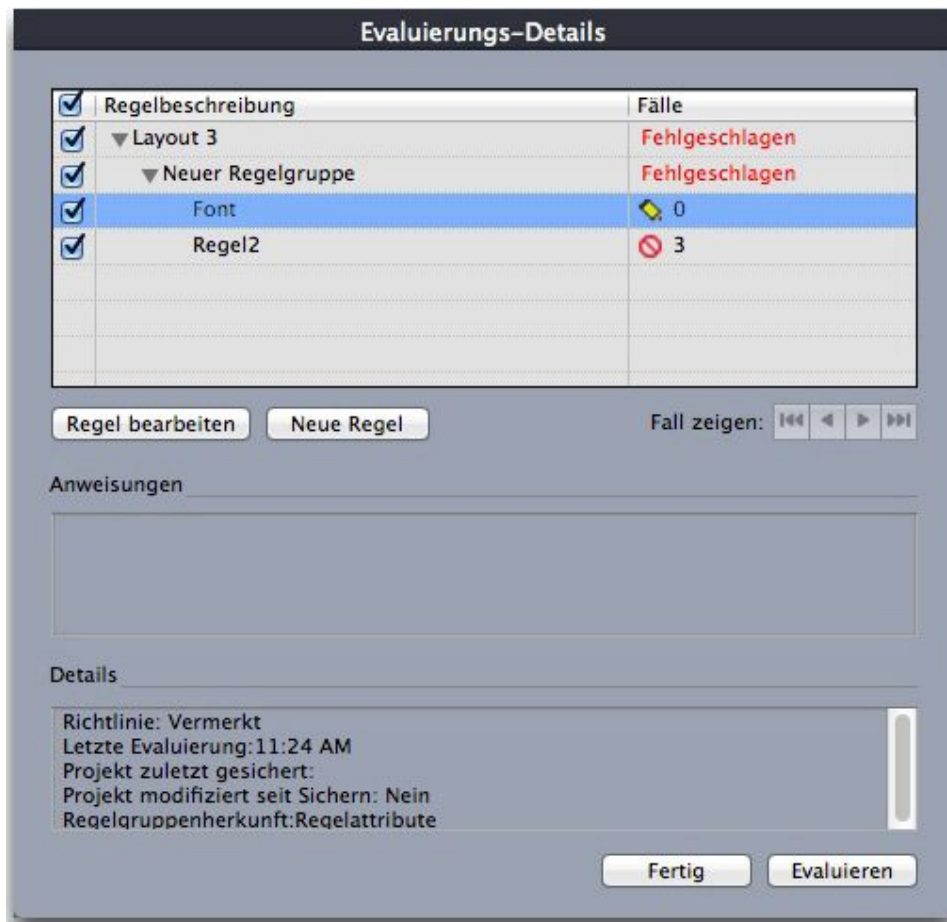 Evaluierungs-Details
Regelbeschreibung Fälle
Layout 3 Fehlgeschlagen
Neuer Regelgruppe Fehlgeschlagen
Font 0
Regel2 3
Regel bearbeiten Neue Regel Fall zeigen:
Anweisungen
Details
Richtlinie: Vermerkt
Letzte Evaluierung:11:24 AM
Projekt zuletzt gesichert:
Projekt modifiziert seit Sichern: Nein
Regelgruppenherkunft:Regelattribute
Fertig Evaluieren